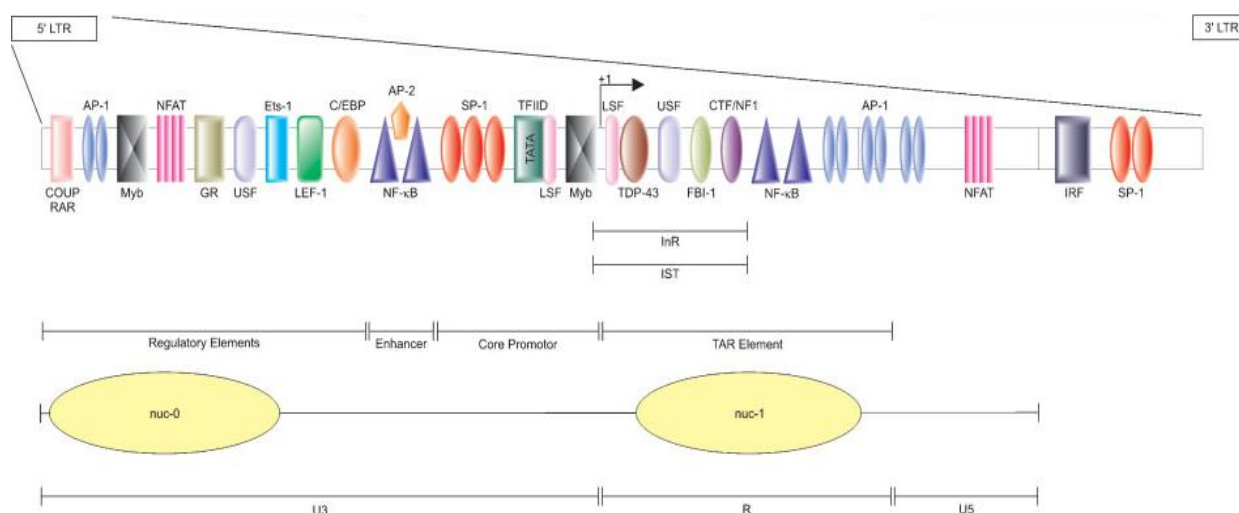 5' LTR
3' LTR
+1
AP-2
AP-1 NFAT Ets-1 C/EBP SP-1 TFIID LSF USF CTF/NF1 AP-1
TATA
COUP Myb GR USF LEF-1 NF-κB LSF Myb TDP-43 FBI-1 NF-κB NFAT IRF SP-1
RAR
InR
IST
Regulatory Elements Enhancer Core Promotor TAR Element
nuc-0 nuc-1
U3 R U5